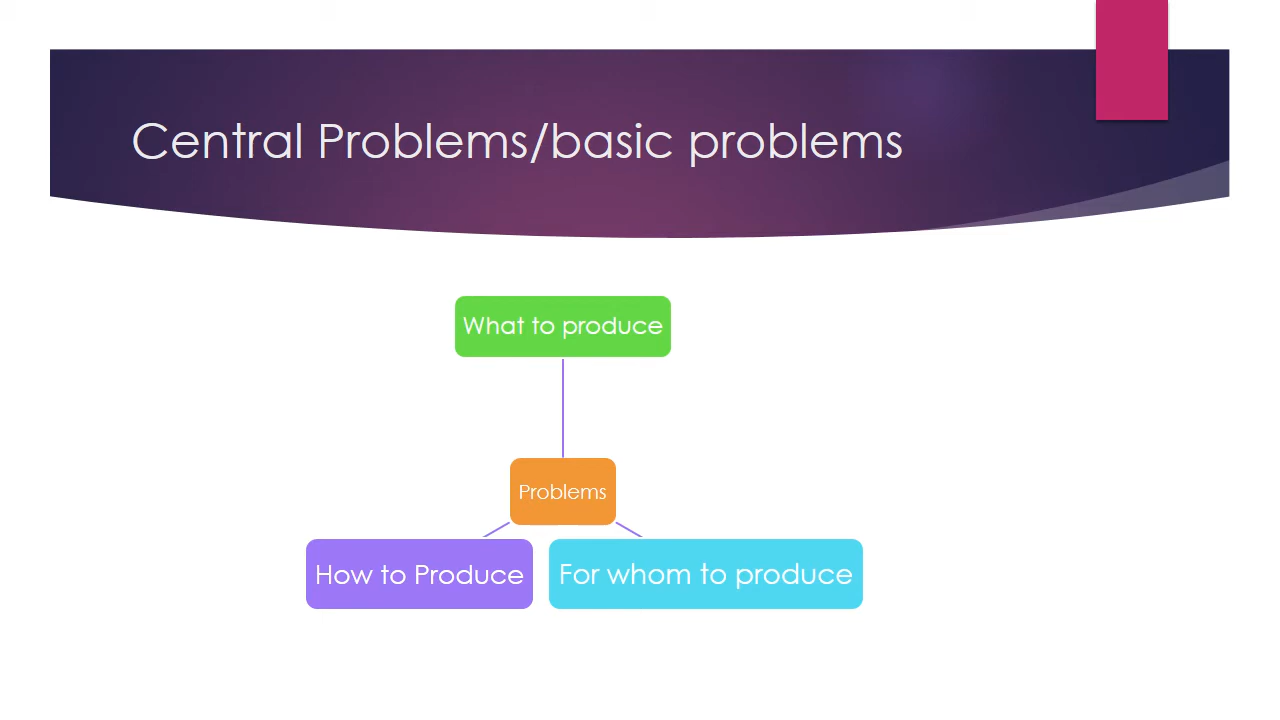 Central Problems/basic problems
What to produce
Problems
How to Produce
For whom to produce